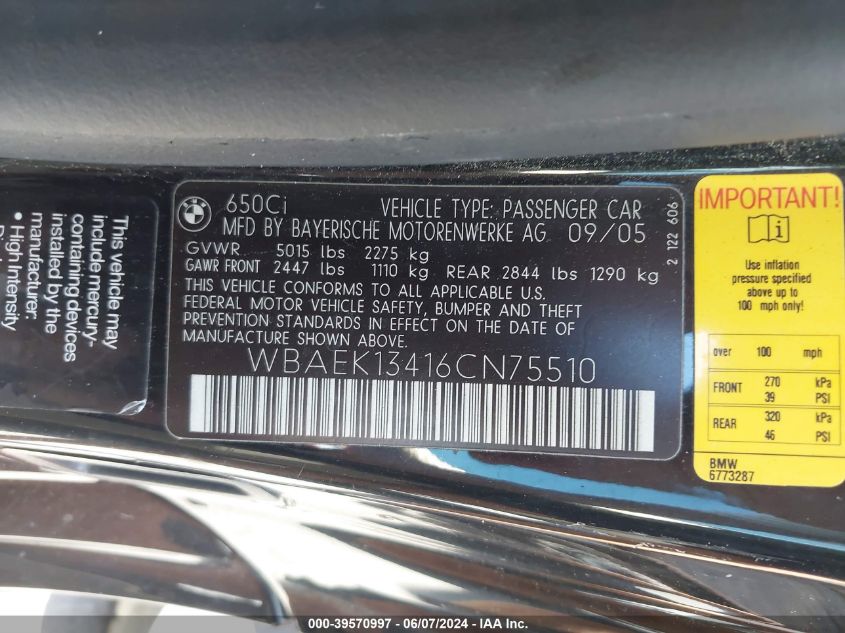 This vehicle may
include mercury-
containing devices
installed by the
manufacturer:
• High Intensity
650Ci VEHICLE TYPE: PASSENGER CAR
MFD BY BAYERISCHE MOTORENWERKE AG 09/05
GVWR 5015 lbs 2275 kg
GAWR FRONT 2447 lbs 1110 kg REAR 2844 lbs 1290 kg
THIS VEHICLE CONFORMS TO ALL APPLICABLE U.S.
FEDERAL MOTOR VEHICLE SAFETY, BUMPER AND THEFT
PREVENTION STANDARDS IN EFFECT ON THE DATE OF
MANUFACTURE SHOWN ABOVE.
WBAEK13416CN75510
2 122 606
IMPORTANT!
Use inflation
pressure specified
above up to
100 mph only!
over 100 mph
FRONT 270 kPa
39 PSI
REAR 320 kPa
46 PSI
BMW
6773287
000-39570997 - 06/07/2024 - IAA Inc.